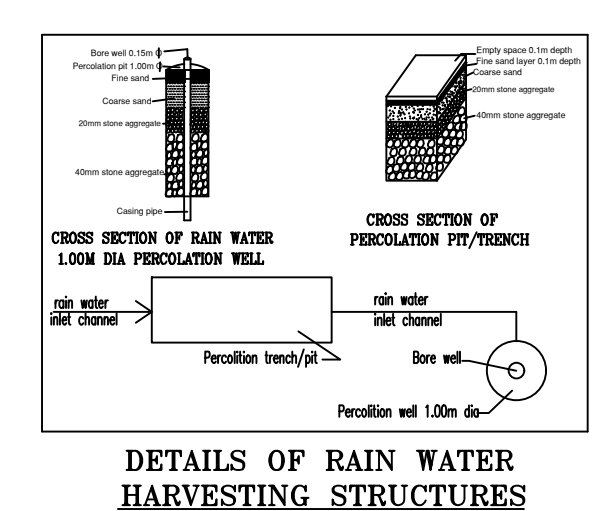 Bore well 0.15m ϕ
Percolation pit 1.00m ϕ
Fine sand
Coarse sand
20mm stone aggregate
40mm stone aggregate
Casing pipe
CROSS SECTION OF RAIN WATER
1.00M DIA PERCOLATION WELL
Empty space 0.1m depth
Fine sand layer 0.1m depth
Coarse sand
20mm stone aggregate
40mm stone aggregate
CROSS SECTION OF
PERCOLATION PIT/TRENCH
rain water
inlet channel
Percolition trench/pit
rain water
inlet channel
Bore well
Percolition well 1.00m dia
DETAILS OF RAIN WATER
HARVESTING STRUCTURES